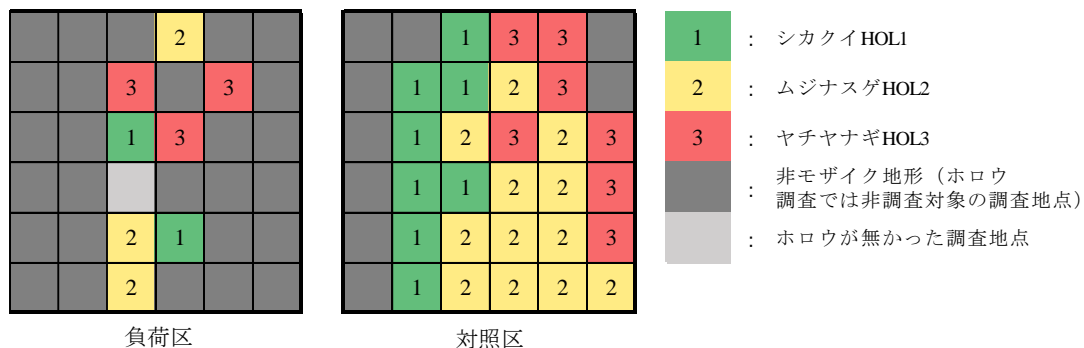 2
3 3
1 3
2 1
2
負荷区
1 3 3
1 1 2 3
1 2 3 2 3
1 1 2 2 3
1 2 2 2 3
1 2 2 2 2
対照区
1 : シカクイHOL1
2 : ムジナスゲHOL2
3 : ヤチヤナギHOL3
: 非モザイク地形（ホロウ
調査では非調査対象の調査地点）
: ホロウが無かった調査地点